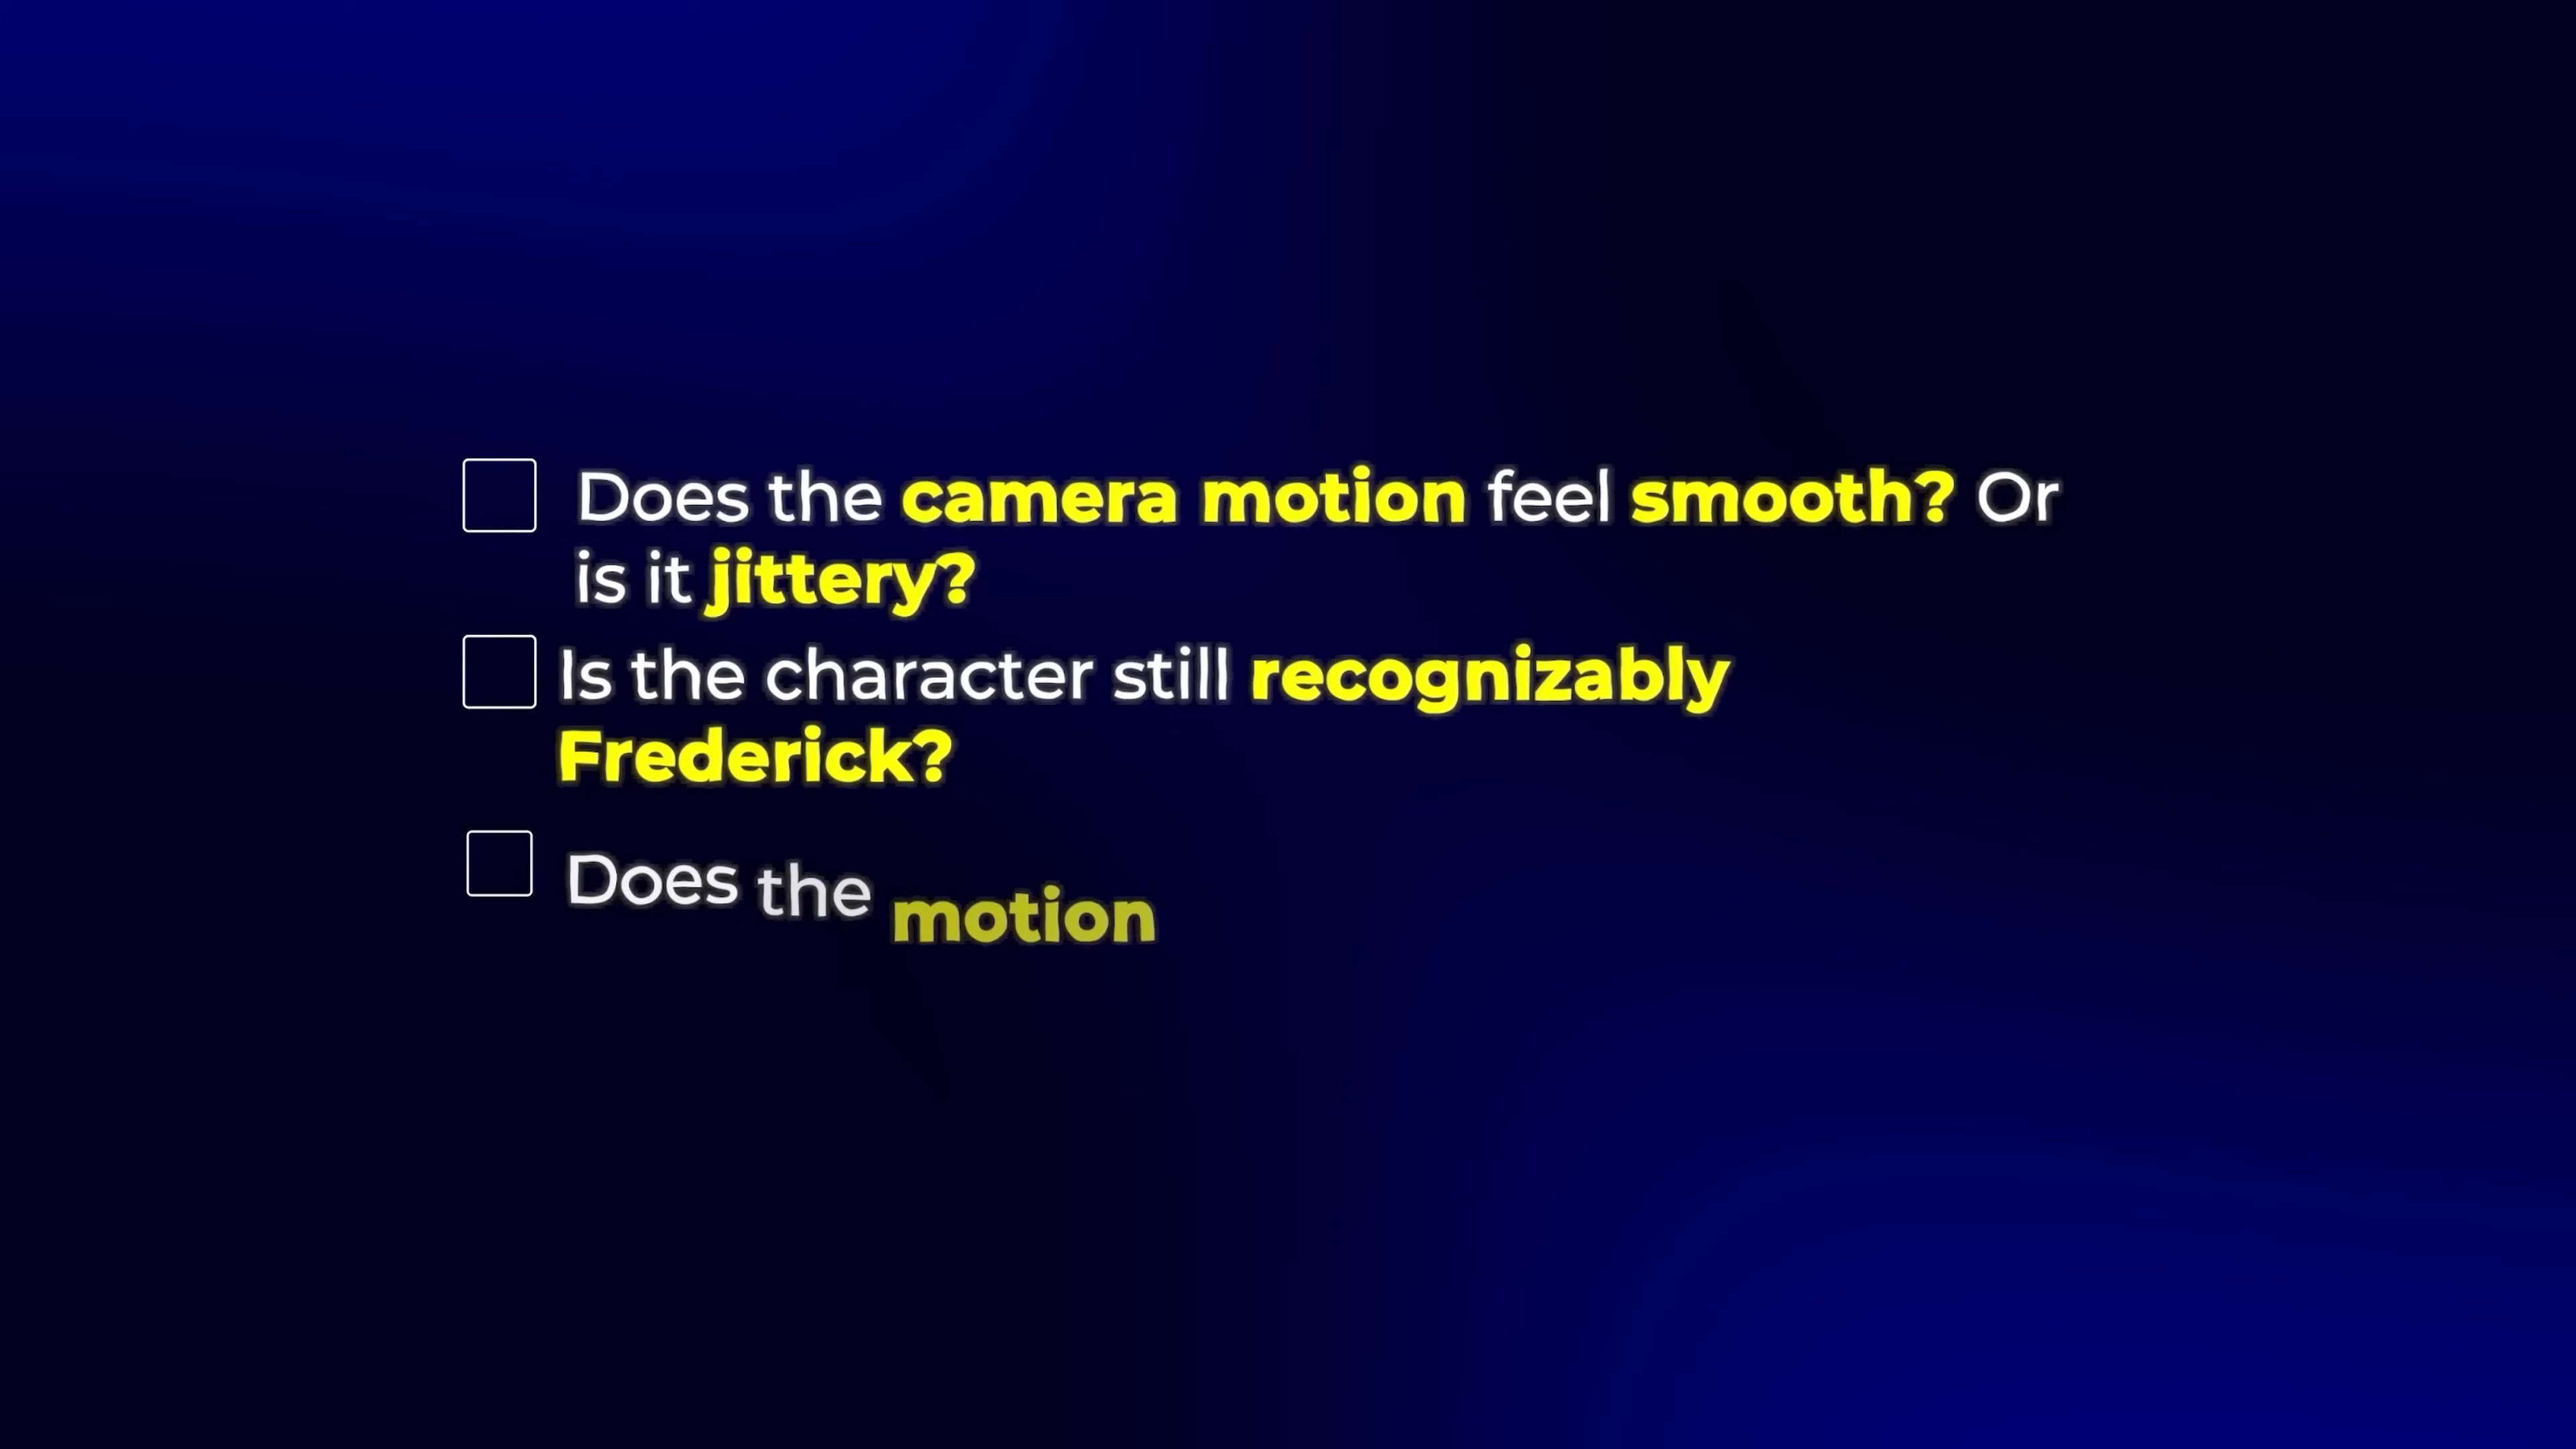 Does the camera motion feel smooth? Or
is it jittery?
Is the character still recognizably
Frederick?
Does the motion